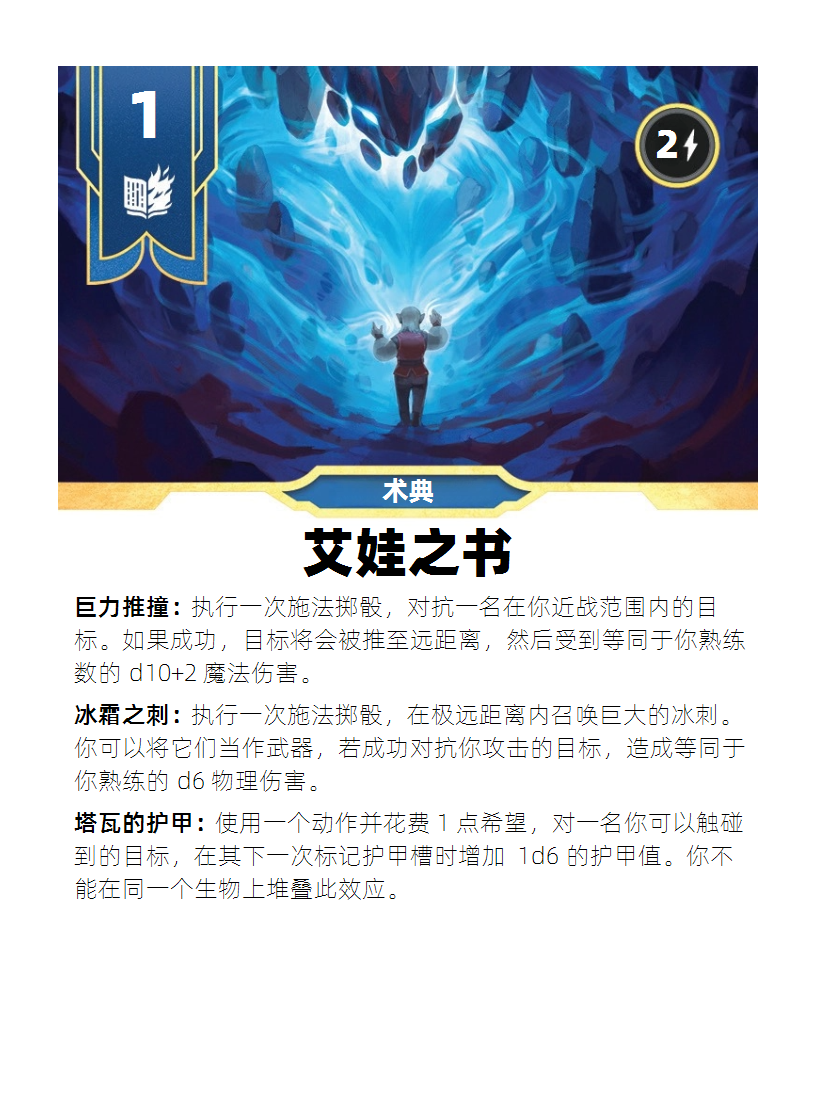 1
2
术典
艾娃之书
巨力推撞：执行一次施法掷骰，对抗一名在你近战范围内的目
标。如果成功，目标将会被推至远距离，然后受到等同于你熟练
数的 d10+2 魔法伤害。
冰霜之刺：执行一次施法掷骰，在极远距离内召唤巨大的冰刺。
你可以将它们当作武器，若成功对抗你攻击的目标，造成等同于
你熟练的 d6 物理伤害。
塔瓦的护甲：使用一个动作并花费 1 点希望，对一名你可以触碰
到的目标，在其下一次标记护甲槽时增加 1d6 的护甲值。你不
能在同一个生物上堆叠此效应。